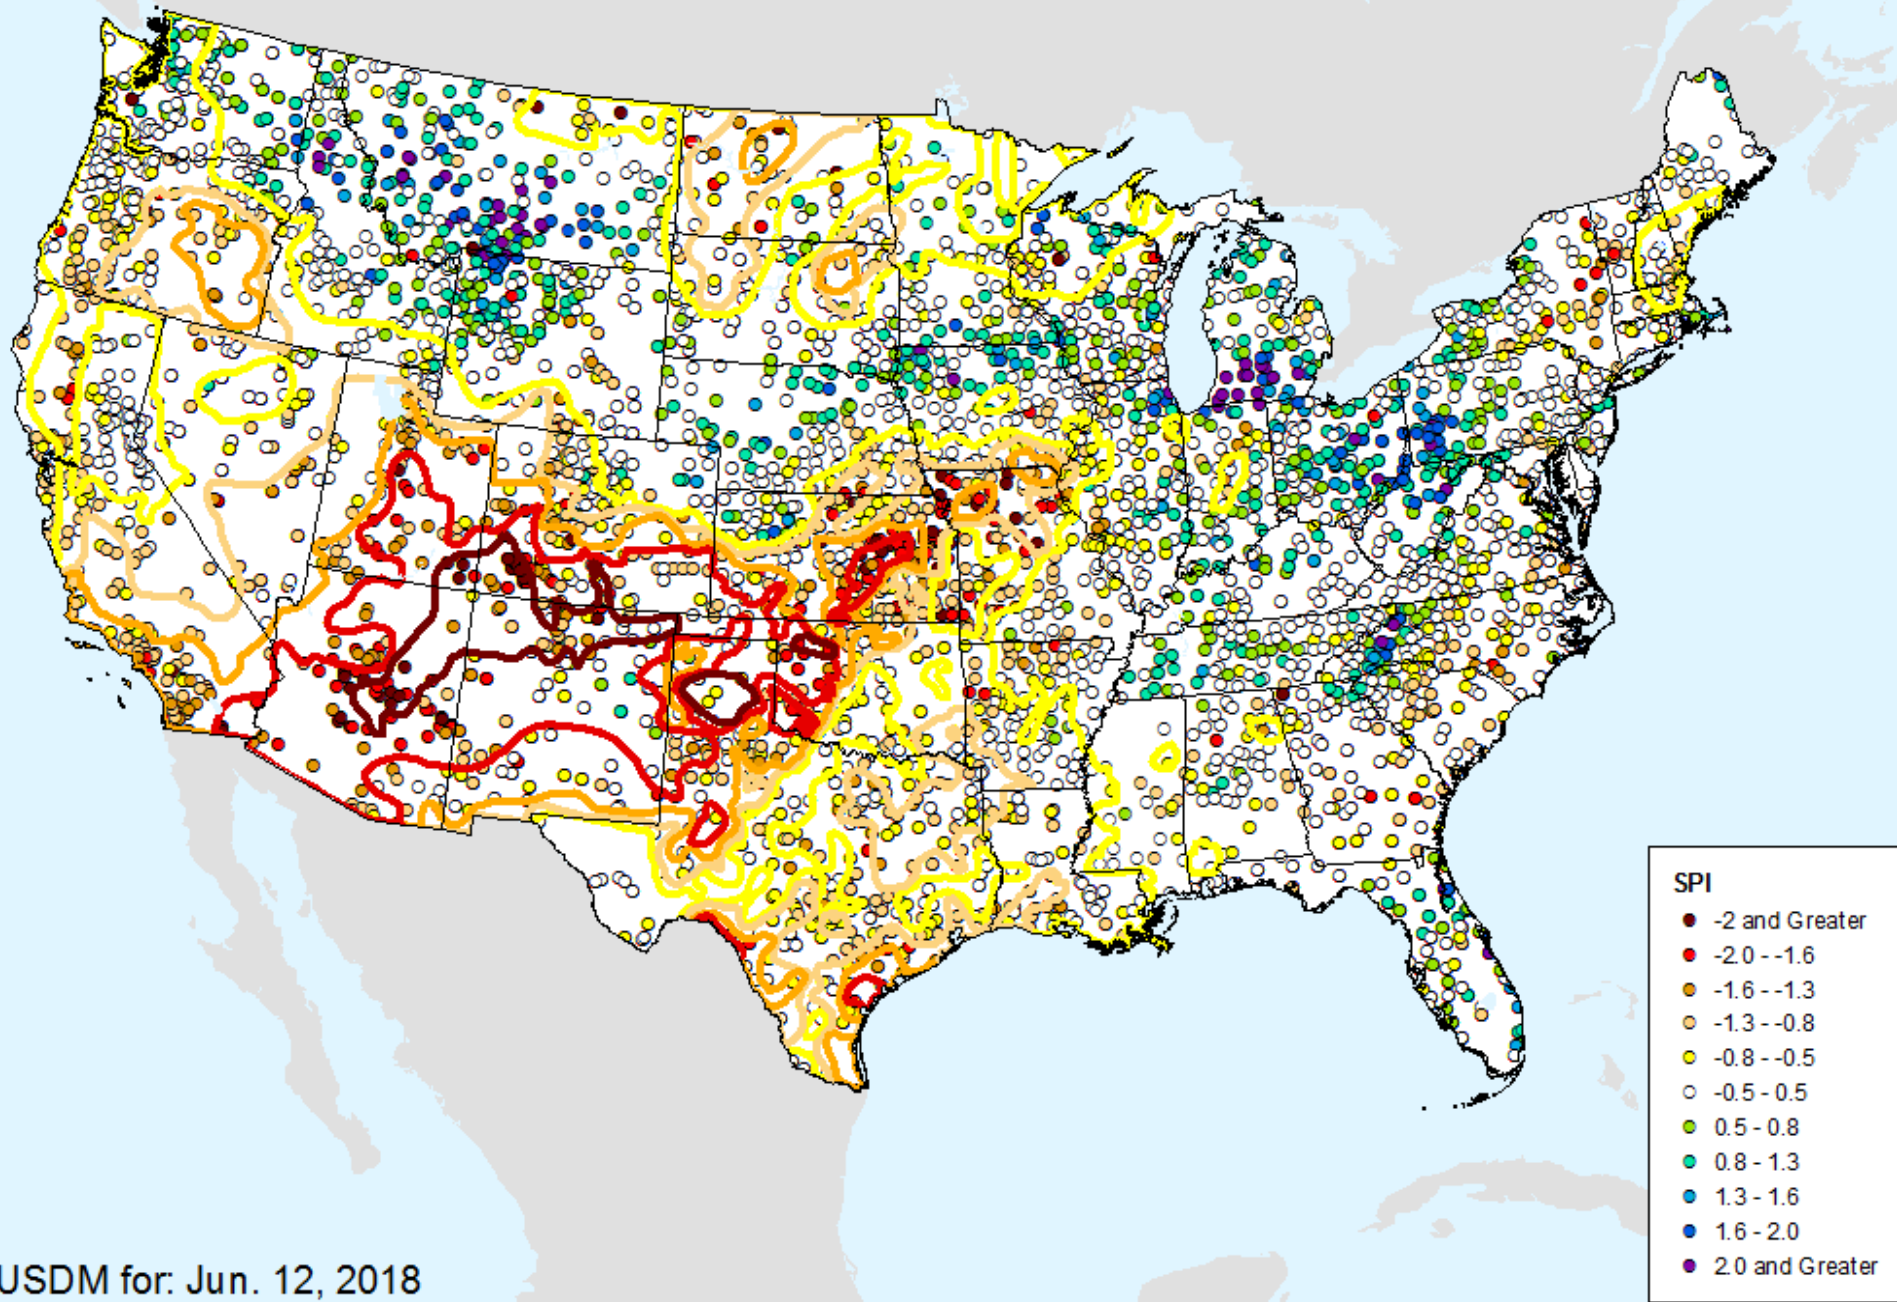 SPI
-2 and Greater
-2.0 - -1.6
-1.6 - -1.3
-1.3 - -0.8
-0.8 - -0.5
-0.5 - 0.5
0.5 - 0.8
0.8 - 1.3
1.3 - 1.6
1.6 - 2.0
2.0 and Greater
USDM for: Jun. 12, 2018